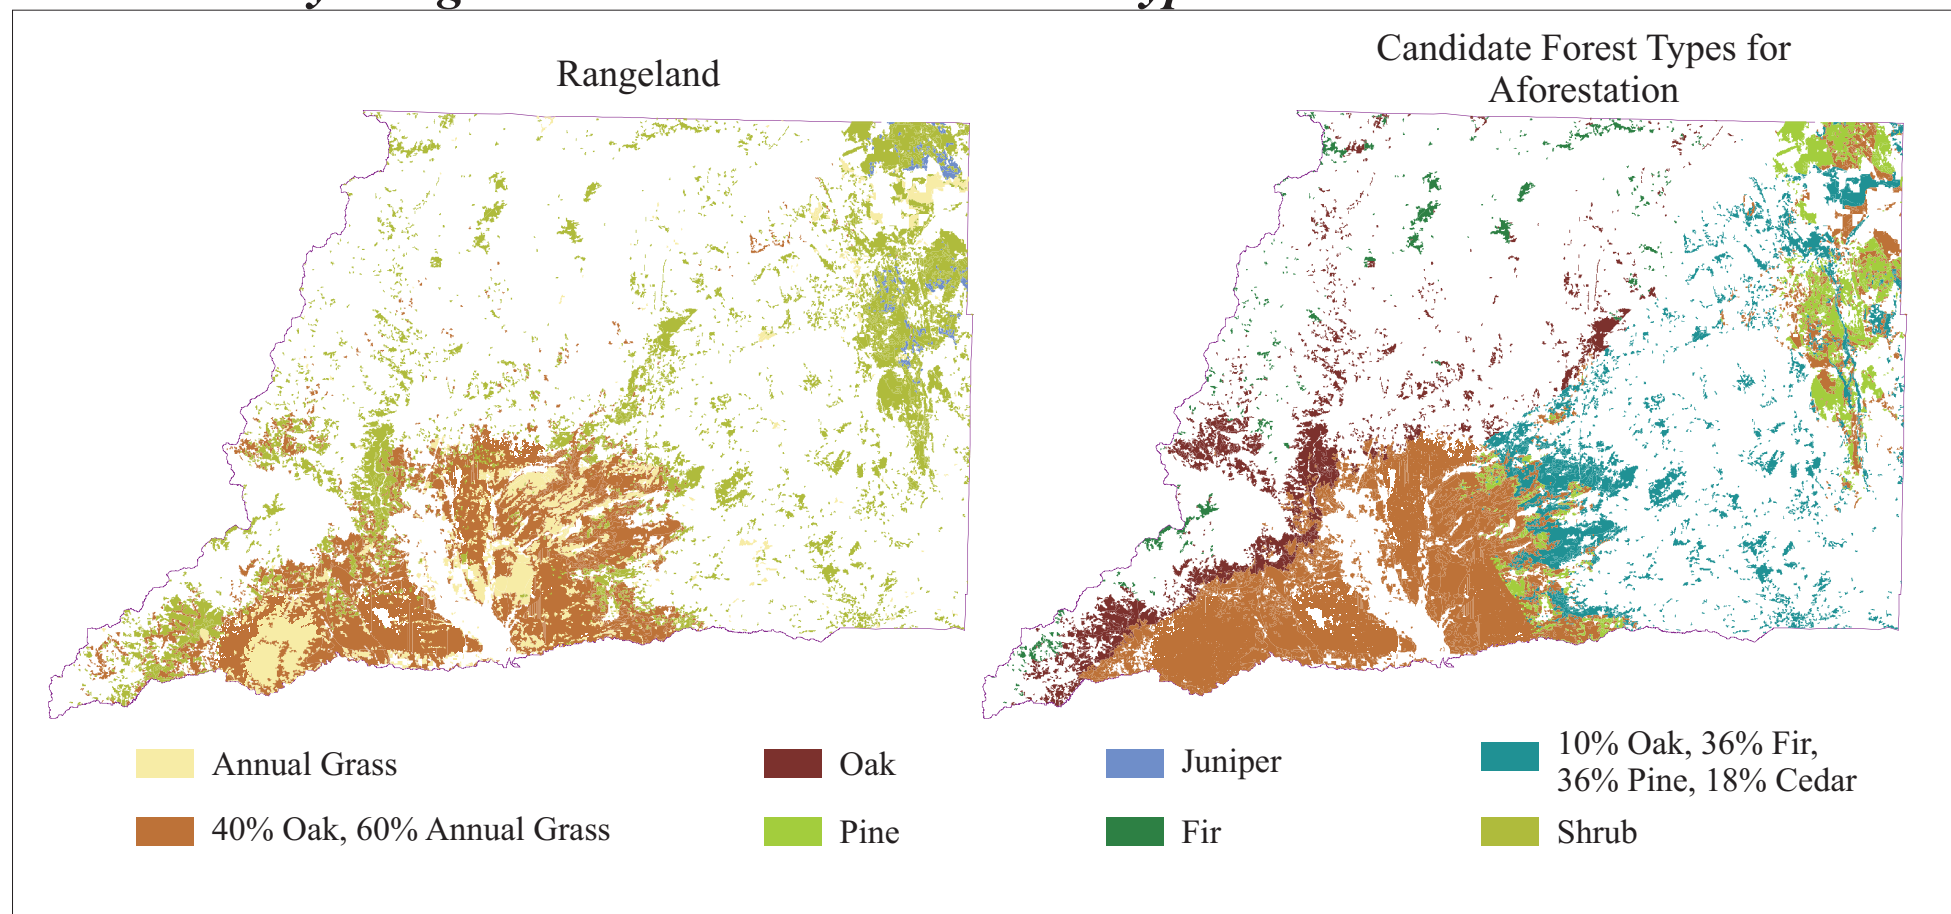 Rangeland
Candidate Forest Types for
Aforestation
Annual Grass
40% Oak, 60% Annual Grass
Oak
Pine
Juniper
Fir
10% Oak, 36% Fir,
36% Pine, 18% Cedar
Shrub